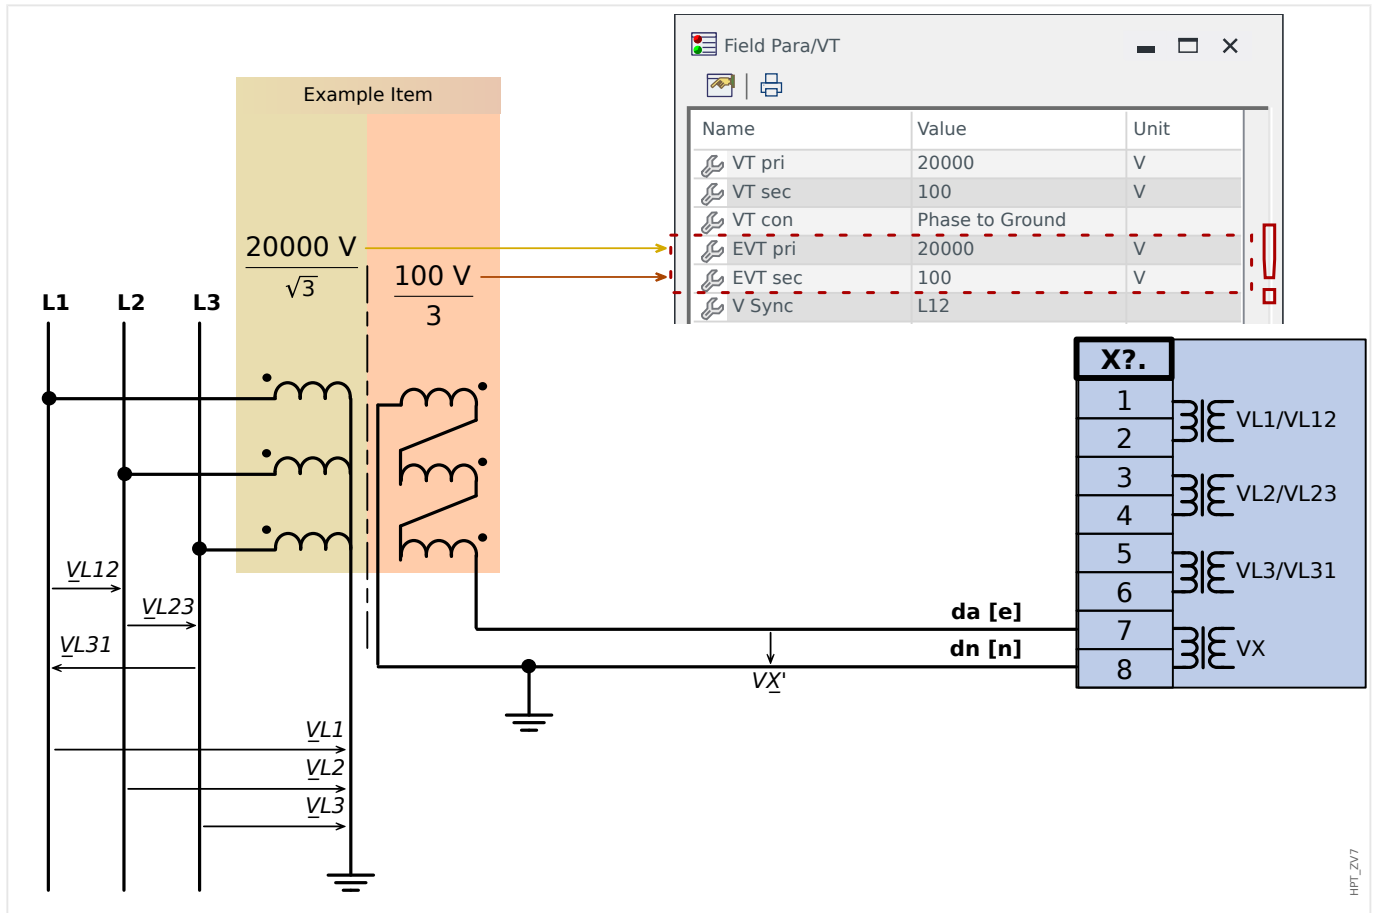 Field Para/VT
Example Item
Name Value Unit
VT pri 20000 V
VT sec 100 V
VT con Phase to Ground
EVT pri 20000 V
EVT sec 100 V
V Sync L12
20000 V
√3
100 V
3
L1 L2 L3
X?.
1
2
VL1/VL12
3
4
VL2/VL23
5
6
VL3/VL31
7
8
VX
VL12
VL23
VL31
da [e]
dn [n]
VX'
VL1
VL2
VL3
HPT_ZV7